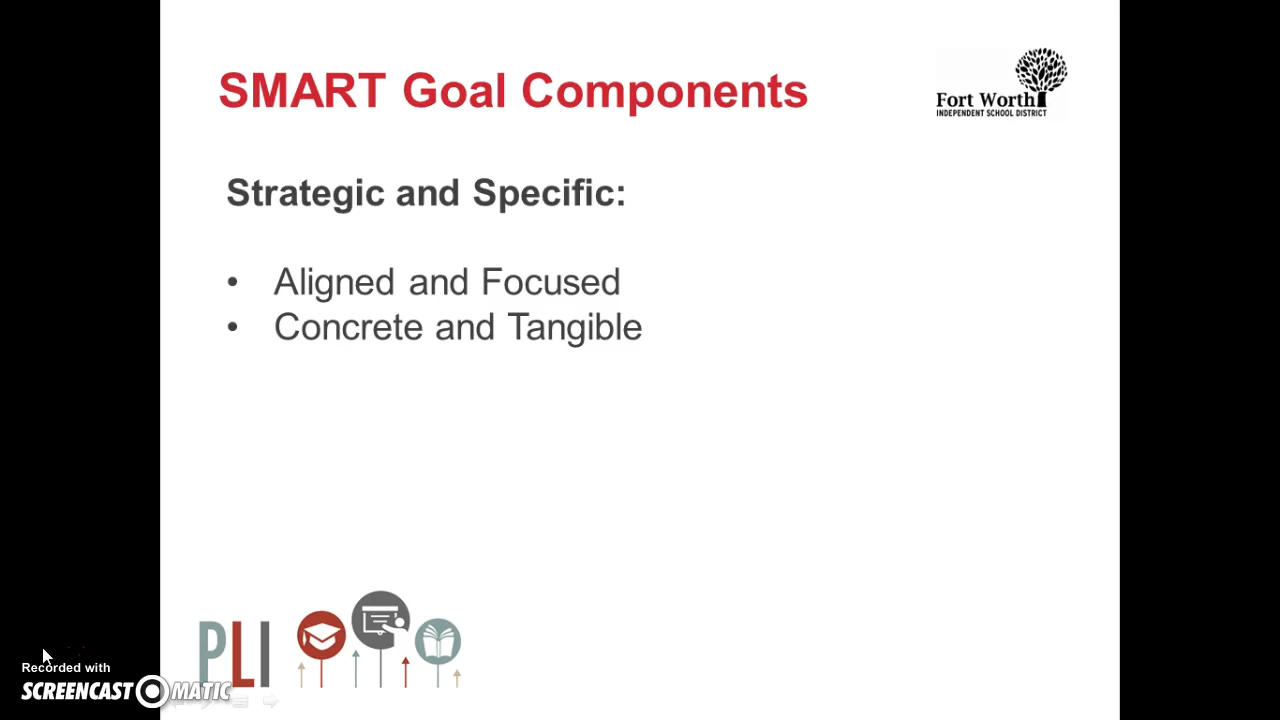 SMART Goal Components
Fort Worth
INDEPENDENT SCHOOL DISTRICT
Strategic and Specific:
• Aligned and Focused
• Concrete and Tangible
PLI
Recorded with
SCREENCAST MATIC